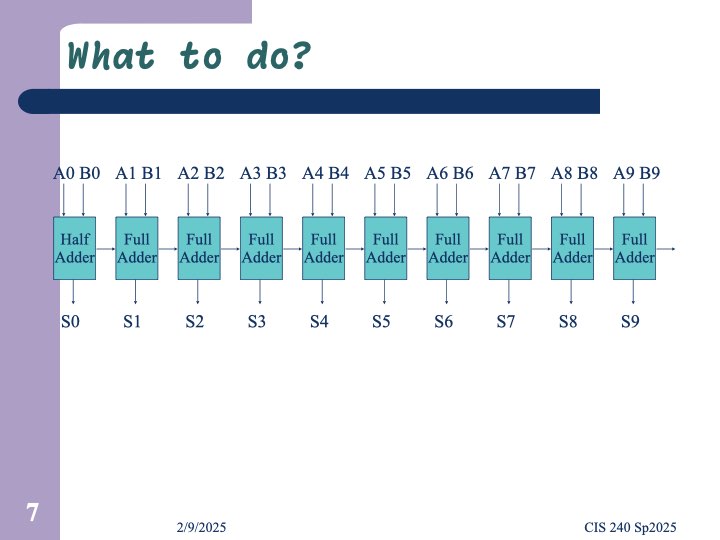 What to do?
A0 B0 A1 B1 A2 B2 A3 B3 A4 B4 A5 B5 A6 B6 A7 B7 A8 B8 A9 B9
Half Full Full Full Full Full Full Full Full Full
Adder Adder Adder Adder Adder Adder Adder Adder Adder Adder
S0 S1 S2 S3 S4 S5 S6 S7 S8 S9
7
2/9/2025 CIS 240 Sp2025